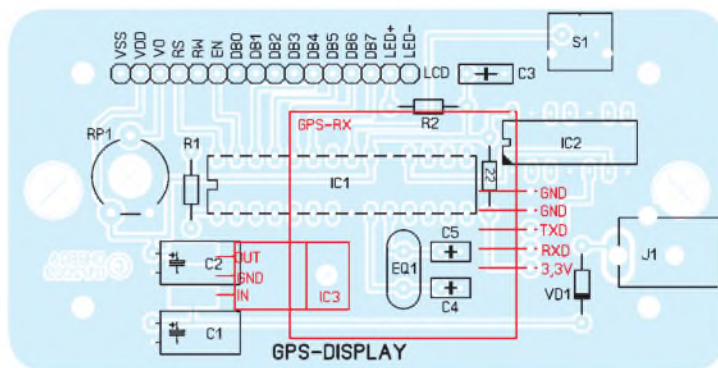 VSS
VDD
VO
RS
RW
EN
DB0
DB1
DB2
DB3
DB4
DB5
DB6
DB7
LED+
LED-
LCD
C3
S1
R2
GPS-RX
RP1
R1
IC1
22
IC2
GND
GND
TXD
RXD
3,3V
C5
EQ1
C4
J1
VD1
OUT
GND
IN
C2
IC3
C1
GPS-DISPLAY